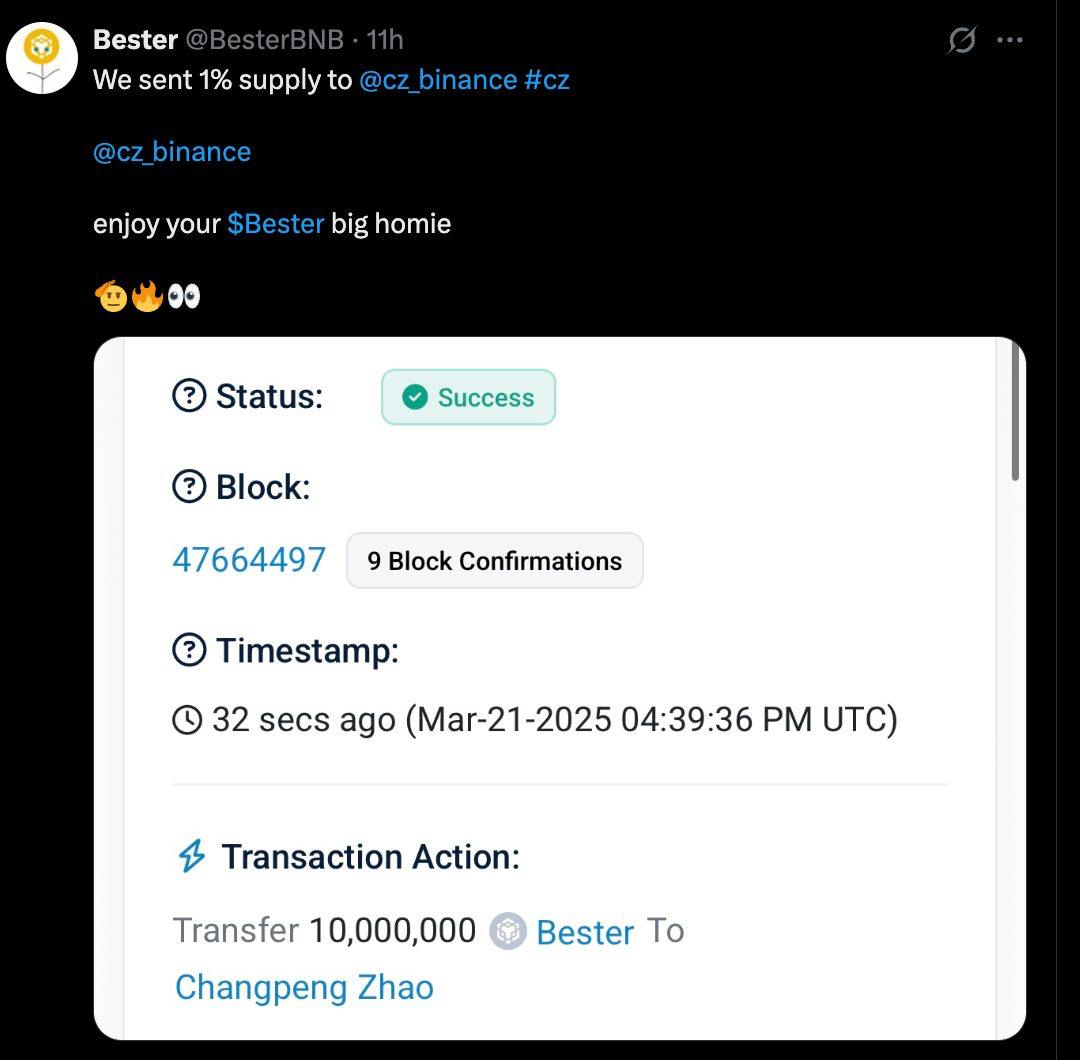 Bester @BesterBNB · 11h
We sent 1% supply to @cz_binance #cz
@cz_binance
enjoy your $Bester big homie
🫡🔥👀
Status: Success
Block:
47664497 9 Block Confirmations
Timestamp:
32 secs ago (Mar-21-2025 04:39:36 PM UTC)
Transaction Action:
Transfer 10,000,000 Bester To
Changpeng Zhao